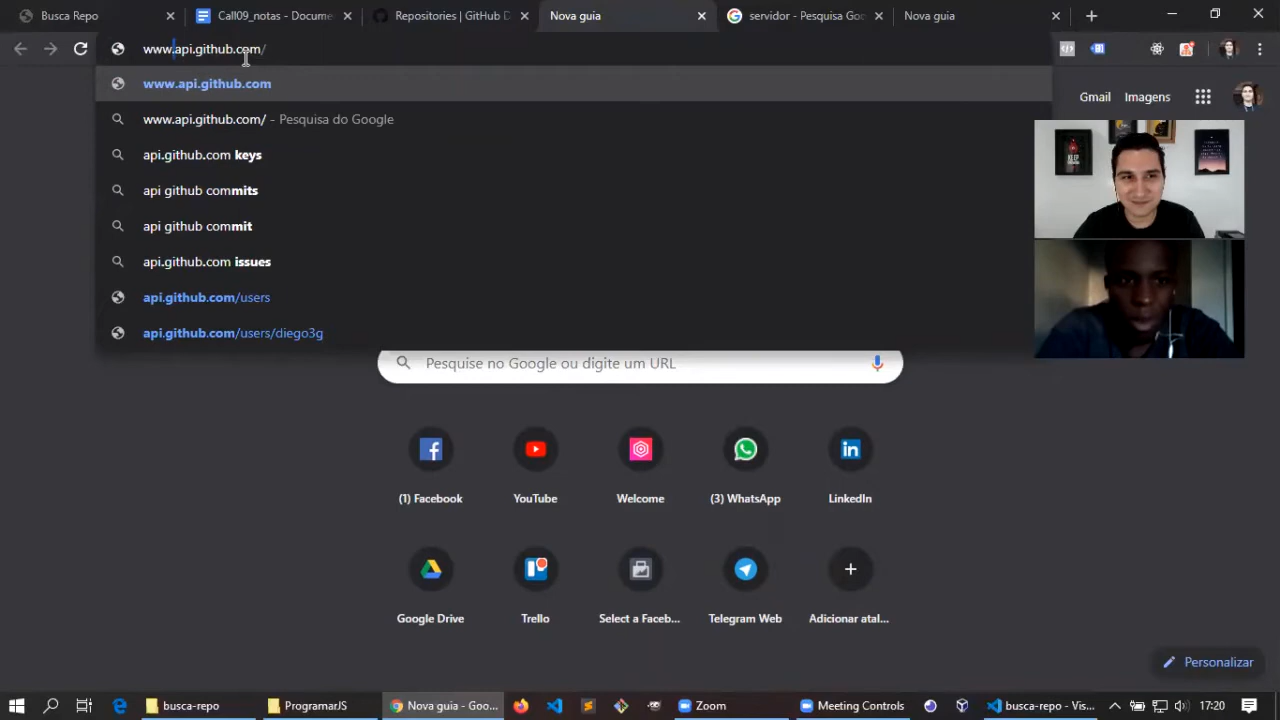 Busca Repo
Call09_notas - Docume
Repositories | GitHub D
Nova guia
servidor - Pesquisa Goo
Nova guia
www.api.github.com/
www.api.github.com
www.api.github.com/ - Pesquisa do Google
api.github.com keys
api github commits
api github commit
api.github.com issues
api.github.com/users
api.github.com/users/diego3g
Gmail
Imagens
Pesquise no Google ou digite um URL
(1) Facebook
YouTube
Welcome
(3) WhatsApp
LinkedIn
Google Drive
Trello
Select a Faceb...
Telegram Web
Adicionar atal...
Personalizar
busca-repo
ProgramarJS
Nova guia - Goo...
Zoom
Meeting Controls
busca-repo - Vis...
17:20